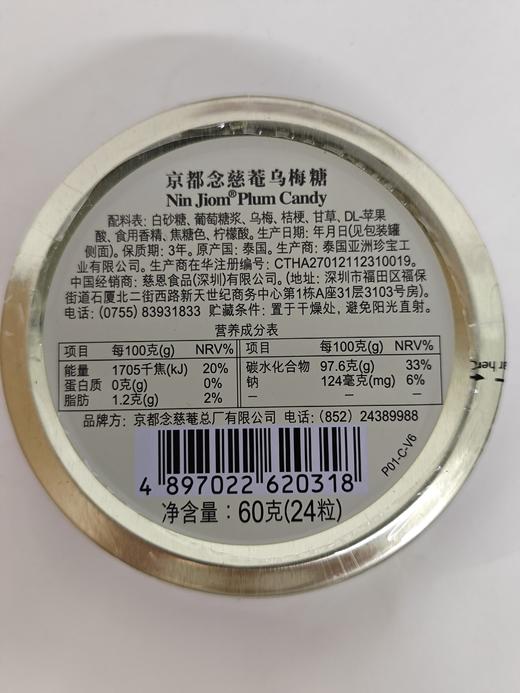 京都念慈菴乌梅糖
Nin Jiom® Plum Candy
配料表：白砂糖、葡萄糖浆、乌梅、桔梗、甘草、DL-苹果
酸、食用香精、焦糖色、柠檬酸。生产日期：年月日(见包装罐
侧面)。保质期：3年。原产国：泰国。生产商：泰国亚洲珍宝工
业有限公司。生产商在华注册编号：CTHA27012112310019。
中国经销商：慈恩食品(深圳)有限公司。(地址：深圳市福田区福保
街道石厦北二街西路新天世纪商务中心第1栋A座31层3103号房)。
电话：(0755) 83931833 贮藏条件：置于干燥处，避免阳光直射。
营养成分表
项目 每100克(g) NRV% 项目 每100克(g) NRV%
能量 1705千焦(kJ) 20% 碳水化合物 97.6克(g) 33%
蛋白质 0克(g) 0% 钠 124毫克(mg) 6%
脂肪 1.2克(g) 2% – – –
品牌方：京都念慈菴总厂有限公司 电话：(852) 24389988
4 897022 620318
P01-C-V6
净含量：60克(24粒)